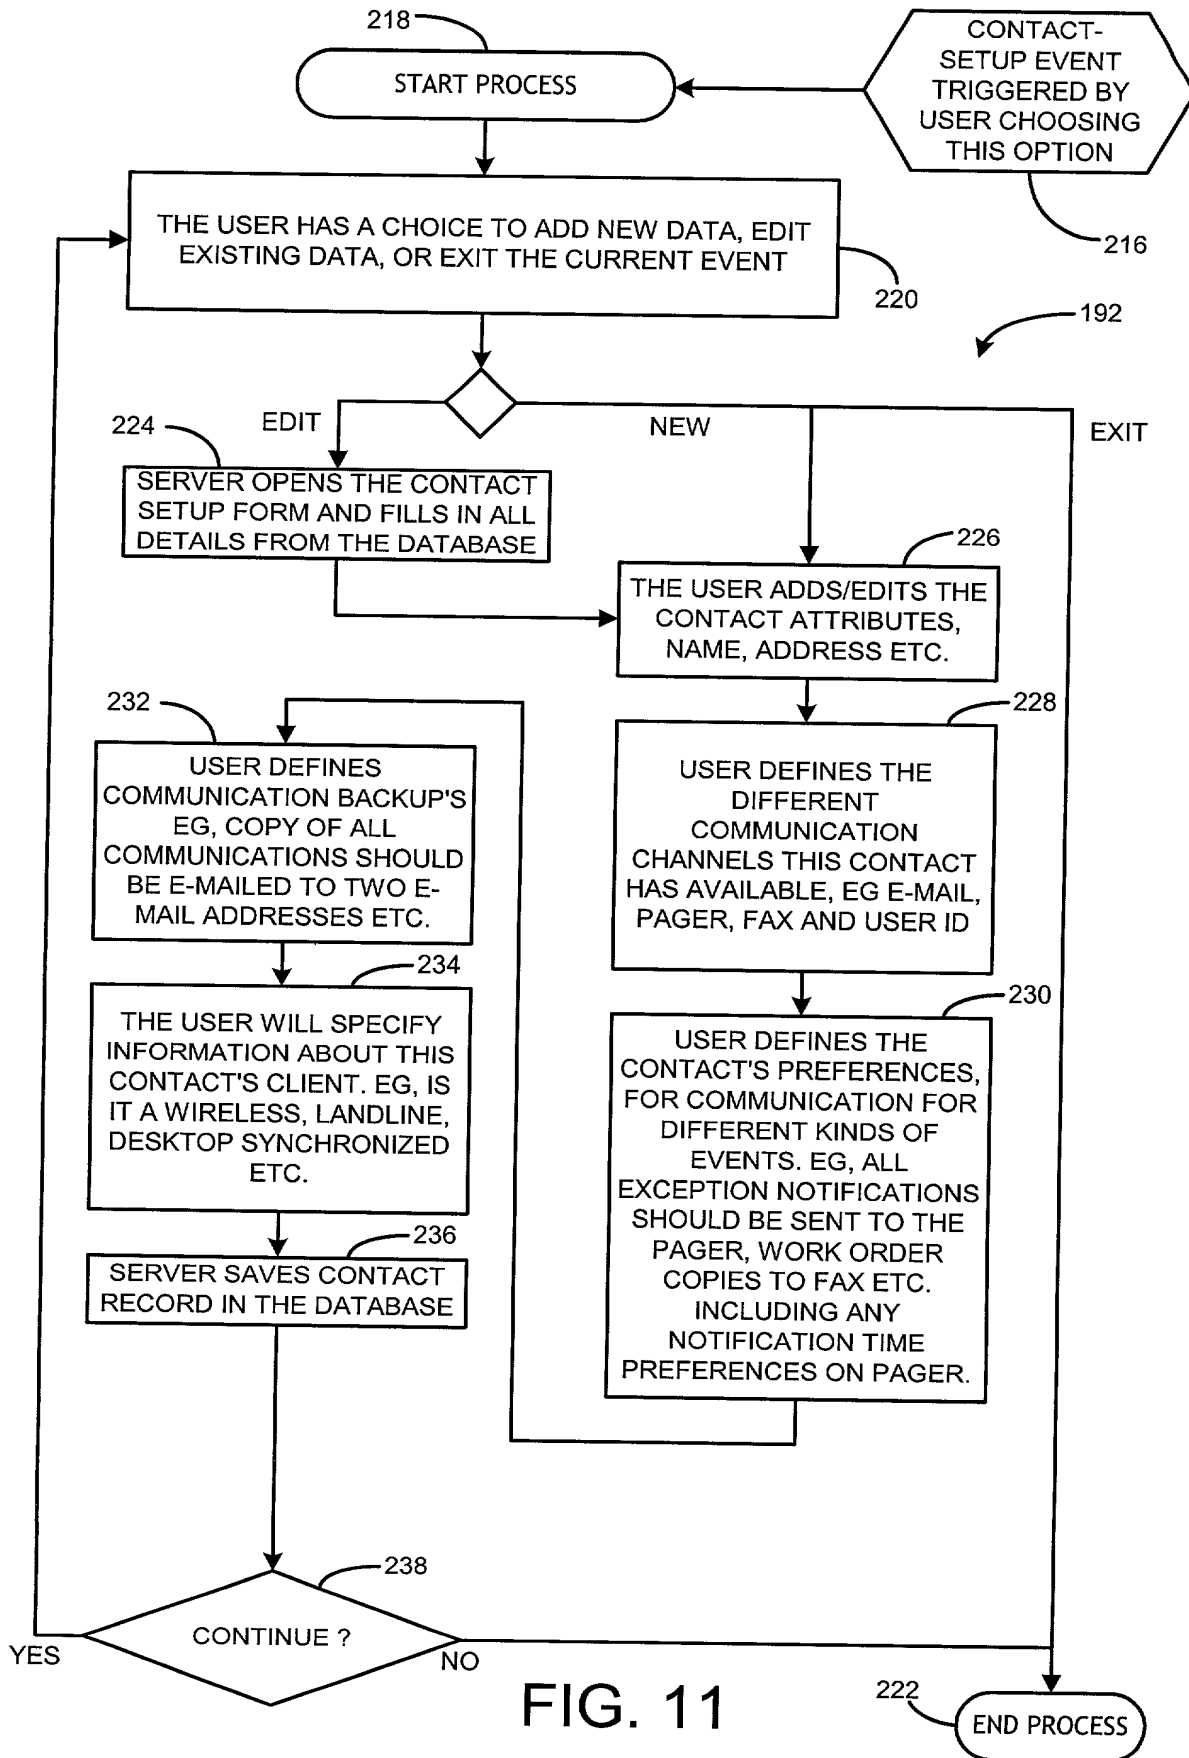 218
START PROCESS
CONTACT-
SETUP EVENT
TRIGGERED BY
USER CHOOSING
THIS OPTION
216
THE USER HAS A CHOICE TO ADD NEW DATA, EDIT
EXISTING DATA, OR EXIT THE CURRENT EVENT
220
192
EDIT
NEW
EXIT
224
SERVER OPENS THE CONTACT
SETUP FORM AND FILLS IN ALL
DETAILS FROM THE DATABASE
226
THE USER ADDS/EDITS THE
CONTACT ATTRIBUTES,
NAME, ADDRESS ETC.
228
USER DEFINES THE
DIFFERENT
COMMUNICATION
CHANNELS THIS CONTACT
HAS AVAILABLE, EG E-MAIL,
PAGER, FAX AND USER ID
230
USER DEFINES THE
CONTACT'S PREFERENCES,
FOR COMMUNICATION FOR
DIFFERENT KINDS OF
EVENTS. EG, ALL
EXCEPTION NOTIFICATIONS
SHOULD BE SENT TO THE
PAGER, WORK ORDER
COPIES TO FAX ETC.
INCLUDING ANY
NOTIFICATION TIME
PREFERENCES ON PAGER.
232
USER DEFINES
COMMUNICATION BACKUP'S
EG, COPY OF ALL
COMMUNICATIONS SHOULD
BE E-MAILED TO TWO E-
MAIL ADDRESSES ETC.
234
THE USER WILL SPECIFY
INFORMATION ABOUT THIS
CONTACT'S CLIENT. EG, IS
IT A WIRELESS, LANDLINE,
DESKTOP SYNCHRONIZED
ETC.
236
SERVER SAVES CONTACT
RECORD IN THE DATABASE
238
CONTINUE ?
YES
NO
222
END PROCESS
FIG. 11